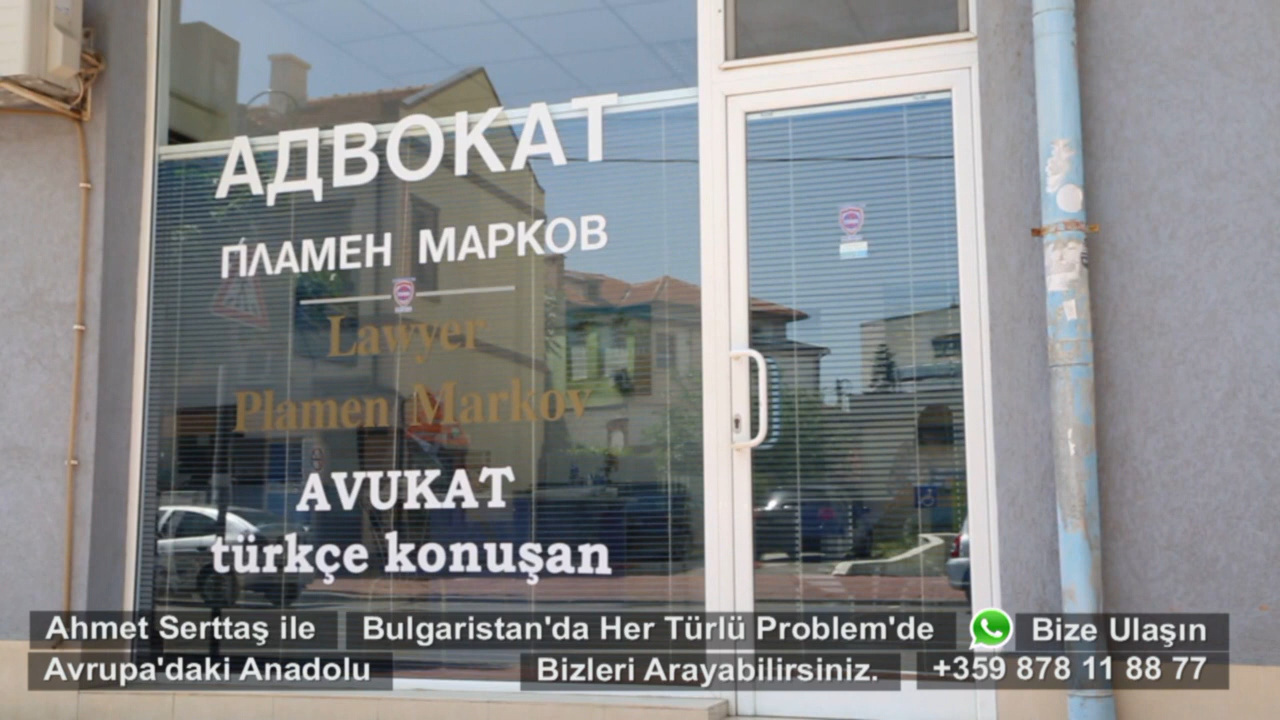 АДВОКАТ
ПЛАМЕН МАРКОВ
Lawyer
Plamen Markov
AVUKAT
türkçe konuşan
Ahmet Serttaş ile
Avrupa'daki Anadolu
Bulgaristan'da Her Türlü Problem'de
Bizleri Arayabilirsiniz.
Bize Ulaşın
+359 878 11 88 77